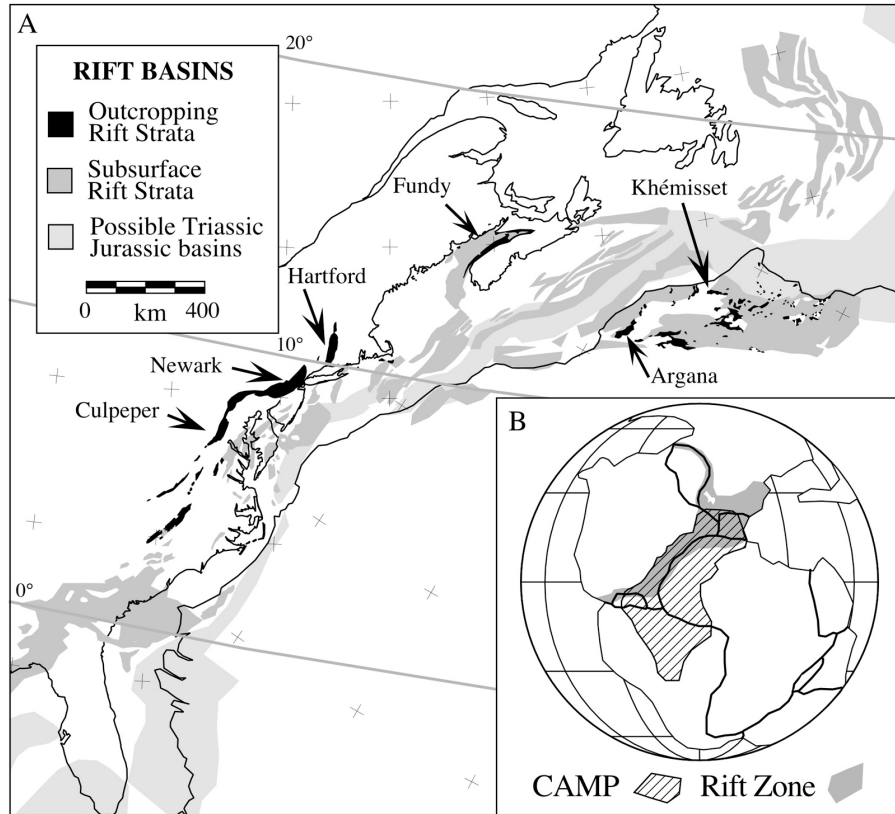 A
20°
RIFT BASINS
Outcropping
Rift Strata
Subsurface
Rift Strata
Possible Triassic
Jurassic basins
0 400
km
Fundy
Khémisset
Hartford
10°
Newark
Argana
Culpeper
B
0°
CAMP Rift Zone